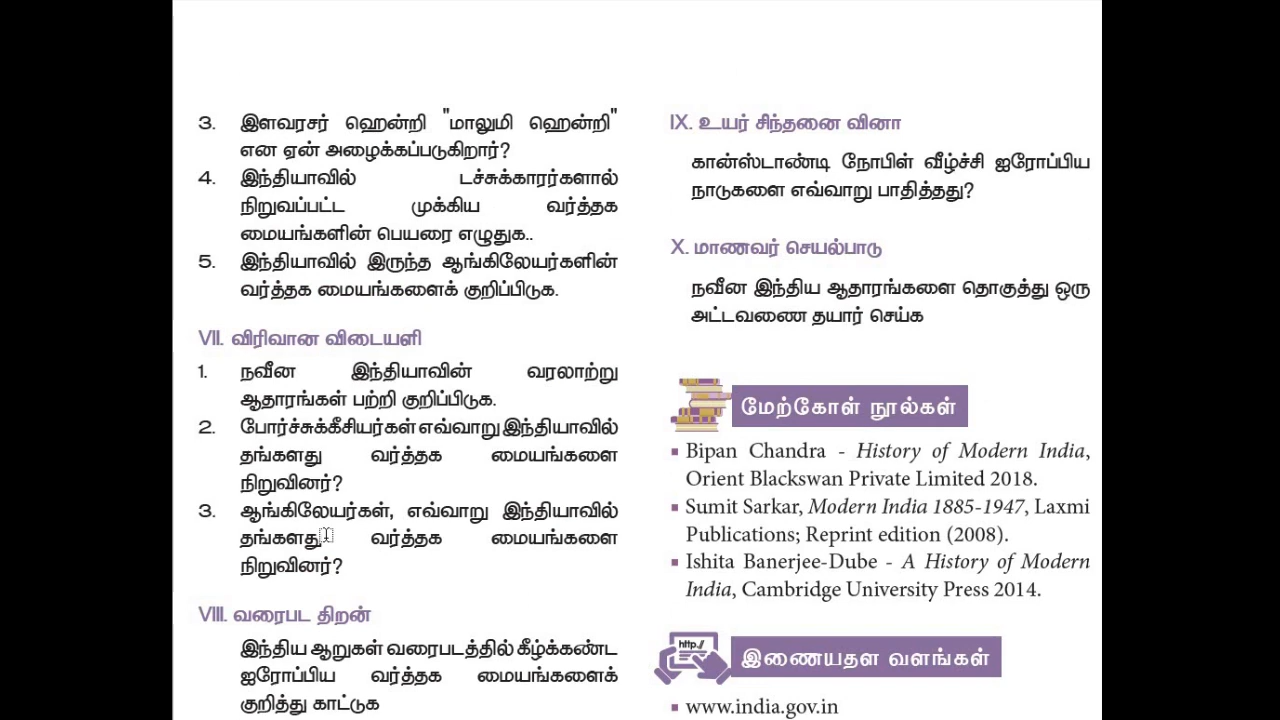 3. இளவரசர் ஹென்றி "மாலுமி ஹென்றி"
என ஏன் அழைக்கப்படுகிறார்?
4. இந்தியாவில் டச்சுக்காரர்களால்
நிறுவப்பட்ட முக்கிய வர்த்தக
மையங்களின் பெயரை எழுதுக..
5. இந்தியாவில் இருந்த ஆங்கிலேயர்களின்
வர்த்தக மையங்களைக் குறிப்பிடுக.
VII. விரிவான விடையளி
1. நவீன இந்தியாவின் வரலாற்று
ஆதாரங்கள் பற்றி குறிப்பிடுக.
2. போர்ச்சுக்கீசியர்கள் எவ்வாறு இந்தியாவில்
தங்களது வர்த்தக மையங்களை
நிறுவினர்?
3. ஆங்கிலேயர்கள், எவ்வாறு இந்தியாவில்
தங்களது வர்த்தக மையங்களை
நிறுவினர்?
VIII. வரைபட திறன்
இந்திய ஆறுகள் வரைபடத்தில் கீழ்க்கண்ட
ஐரோப்பிய வர்த்தக மையங்களைக்
குறித்து காட்டுக
IX. உயர் சிந்தனை வினா
கான்ஸ்டாண்டி நோபிள் வீழ்ச்சி ஐரோப்பிய
நாடுகளை எவ்வாறு பாதித்தது?
X. மாணவர் செயல்பாடு
நவீன இந்திய ஆதாரங்களை தொகுத்து ஒரு
அட்டவணை தயார் செய்க
மேற்கோள் நூல்கள்
▪ Bipan Chandra - History of Modern India,
Orient Blackswan Private Limited 2018.
▪ Sumit Sarkar, Modern India 1885-1947, Laxmi
Publications; Reprint edition (2008).
▪ Ishita Banerjee-Dube - A History of Modern
India, Cambridge University Press 2014.
http://
இணையதள வளங்கள்
▪ www.india.gov.in